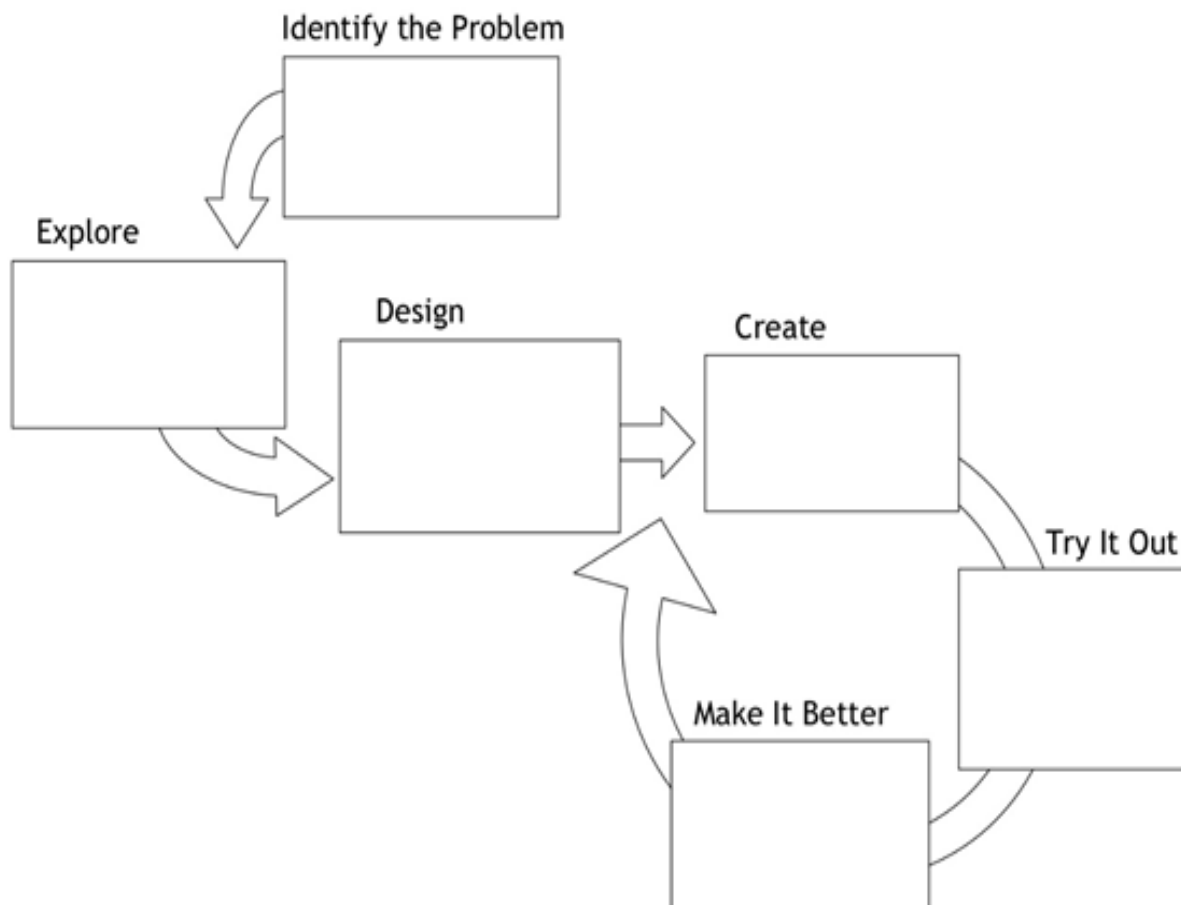 Identify the Problem
Explore
Design
Create
Try It Out
Make It Better